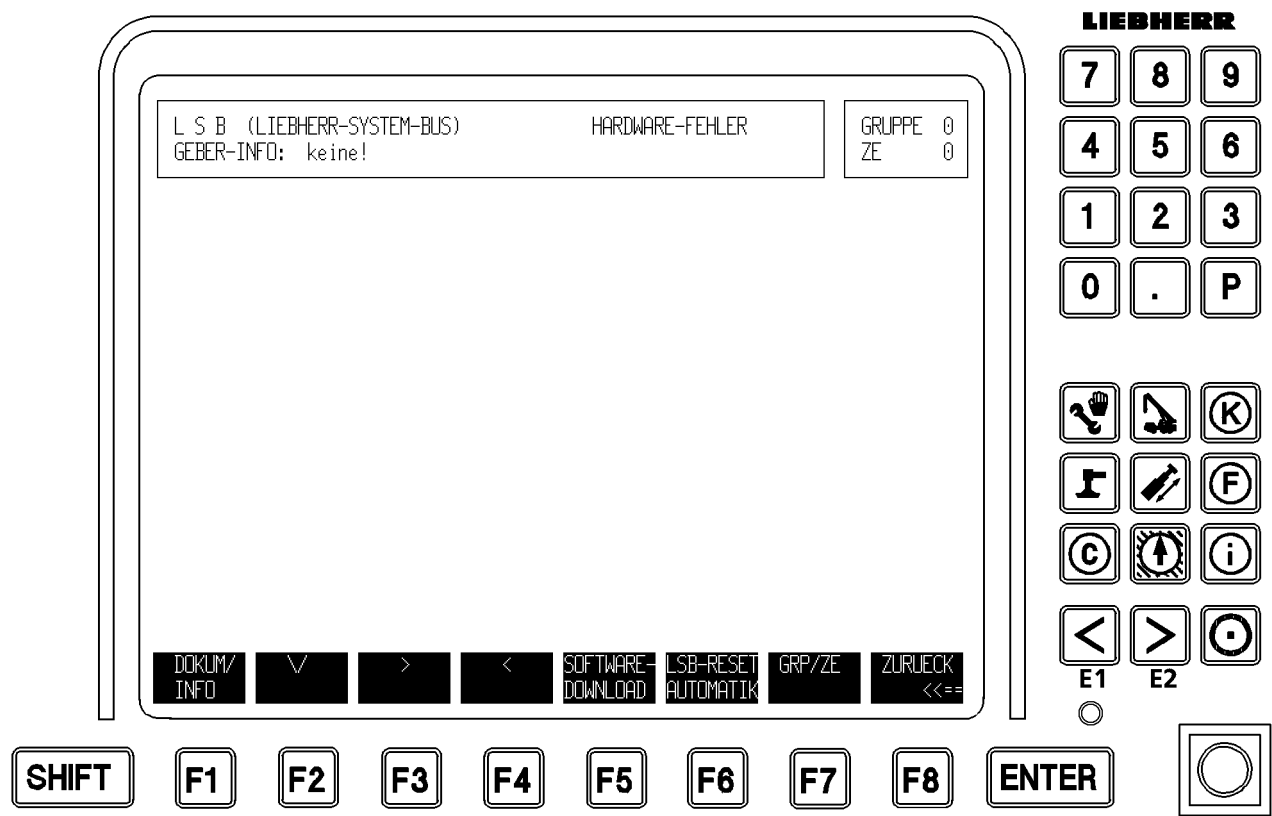 LIEBHERR
L S B (LIEBHERR-SYSTEM-BUS) HARDWARE-FEHLER
GEBER-INFO: keine!
GRUPPE 0
ZE 0
7 8 9
4 5 6
1 2 3
0 . P
K
F
C i
< >
E1 E2
DOKUM/
INFO
\/
>
<
SOFTWARE-
DOWNLOAD
LSB-RESET
AUTOMATIK
GRP/ZE
ZURUECK
<<==
SHIFT F1 F2 F3 F4 F5 F6 F7 F8 ENTER